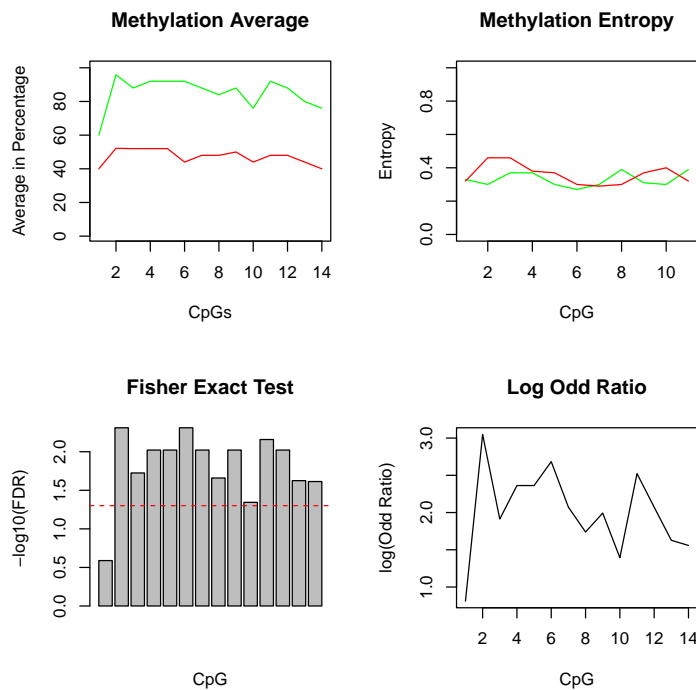 Methylation Average
Average in Percentage
0 20 40 60 80
2 4 6 8 10 12 14
CpGs
Methylation Entropy
Entropy
0.0 0.4 0.8
2 4 6 8 10
CpG
Fisher Exact Test
−log10(FDR)
0.0 0.5 1.0 1.5 2.0
CpG
Log Odd Ratio
log(Odd Ratio)
1.0 2.0 3.0
2 4 6 8 10 12 14
CpG